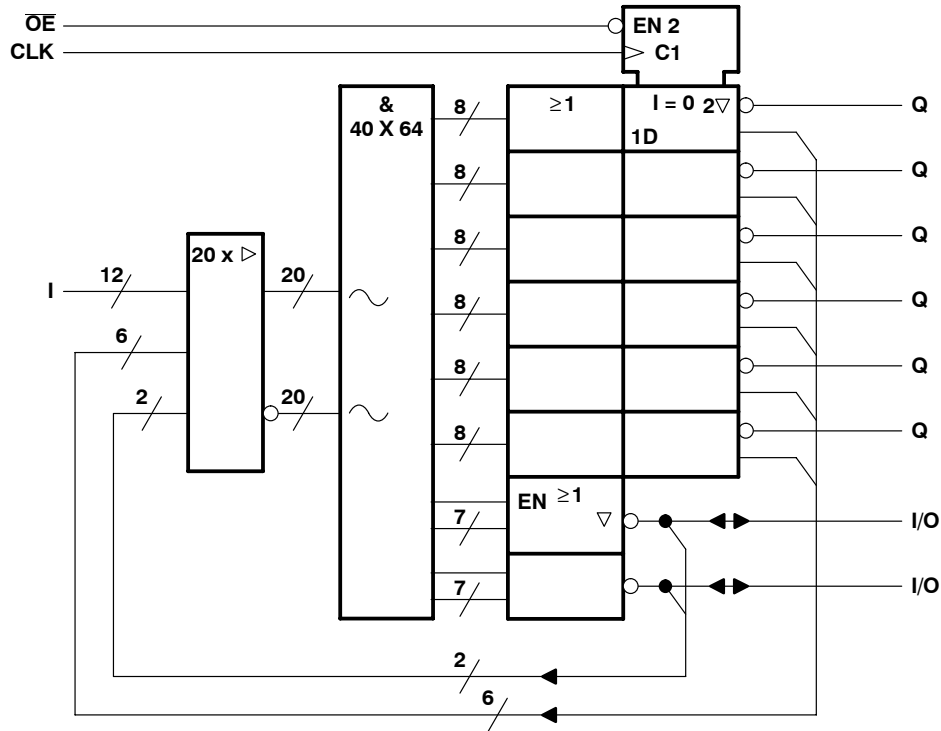 OE
EN 2
CLK
C1
&
40 X 64
8
≥1
I = 0 2▽
1D
Q
8
Q
8
Q
20 x ▷
I
12
20
8
Q
6
8
Q
2
20
8
Q
EN ≥1
▽
7
I/O
7
I/O
2
6